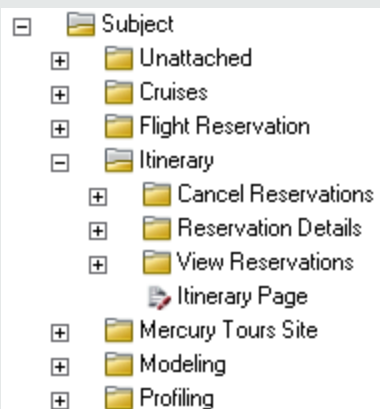 Subject
Unattached
Cruises
Flight Reservation
Itinerary
Cancel Reservations
Reservation Details
View Reservations
Itinerary Page
Mercury Tours Site
Modeling
Profiling